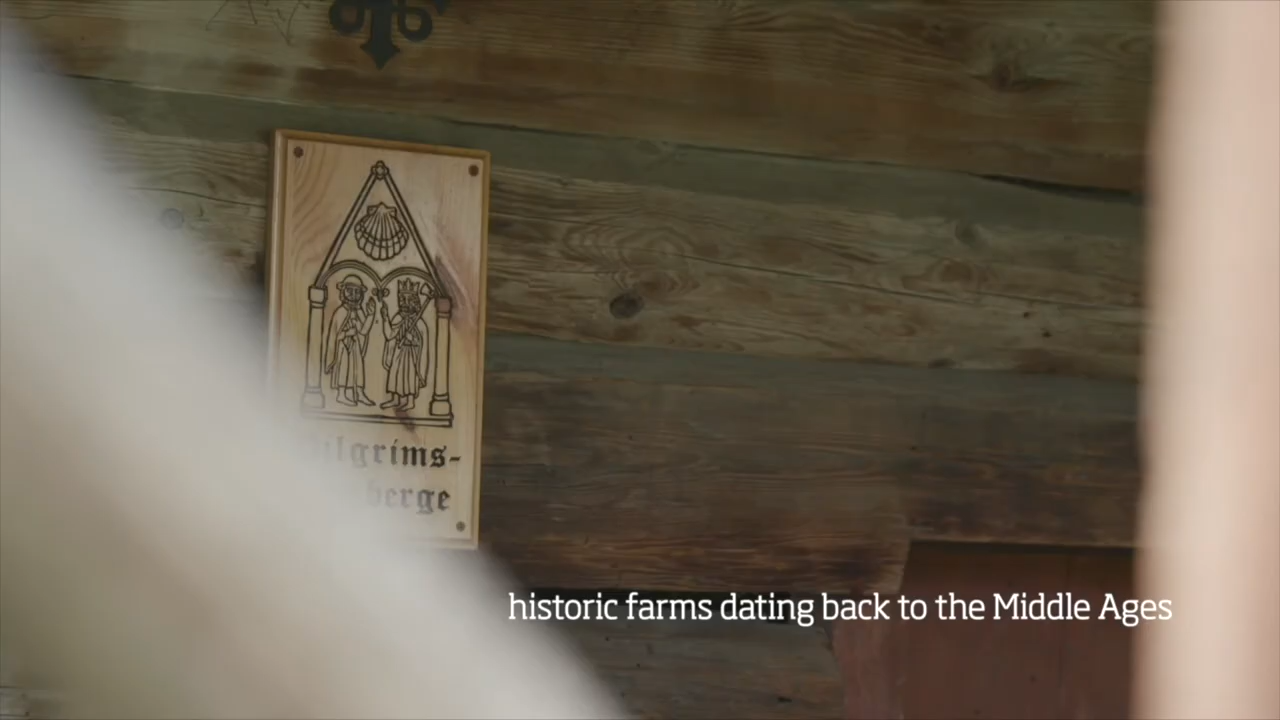 ilgrims-
berge
historic farms dating back to the Middle Ages